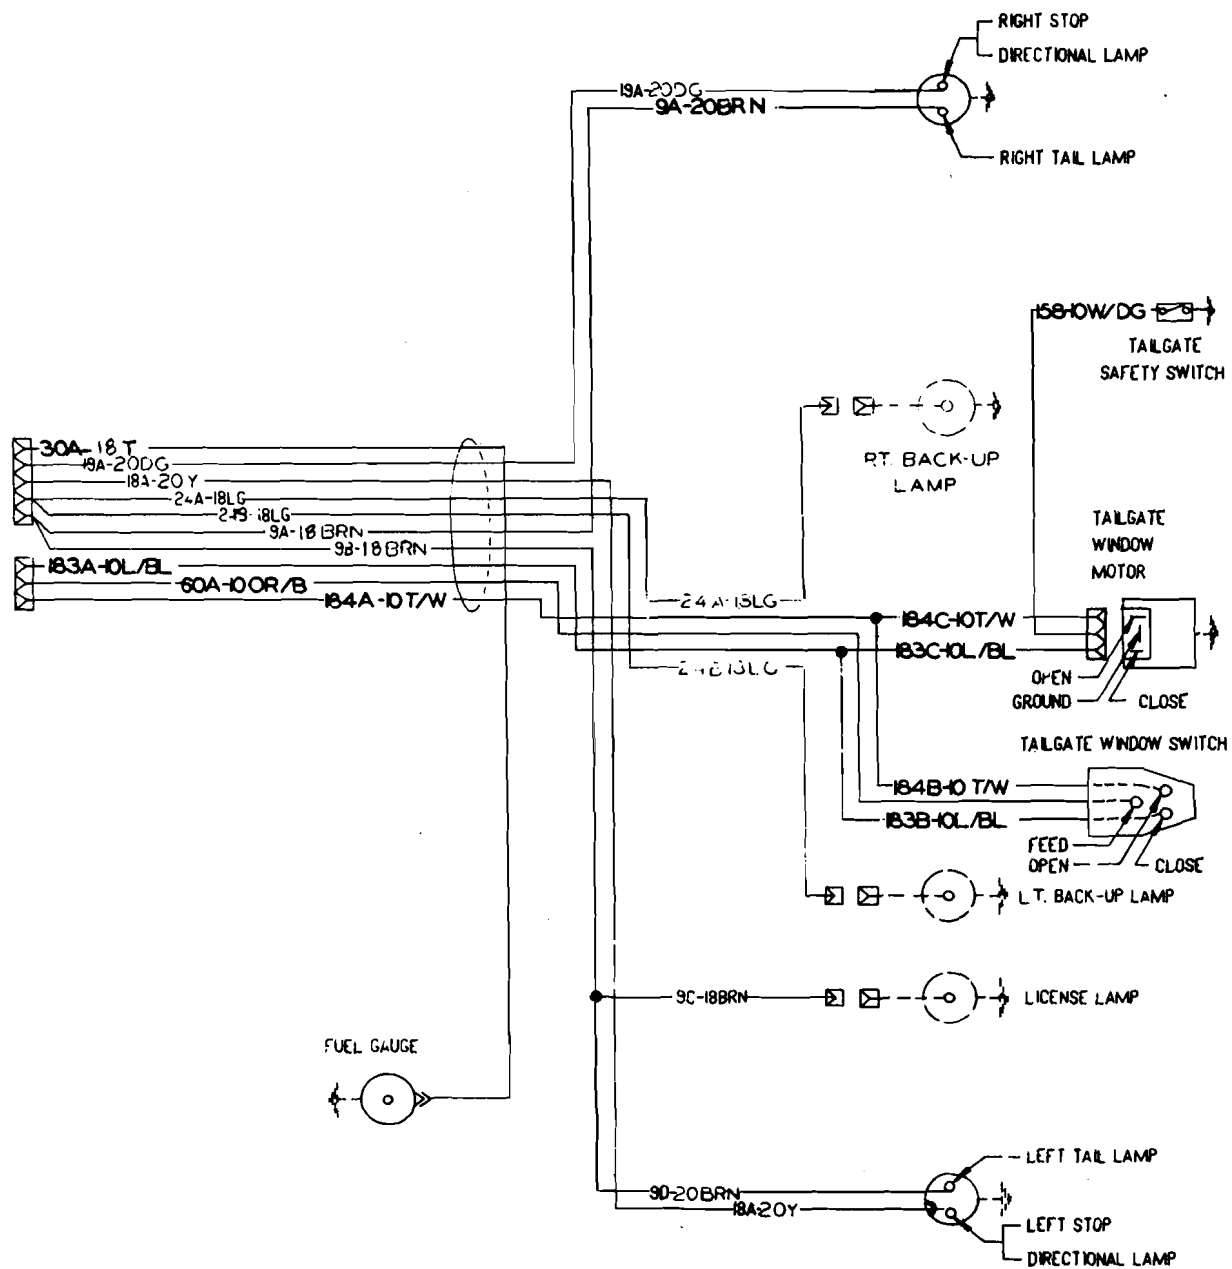 RIGHT STOP
DIRECTIONAL LAMP
19A-20DG
9A-20BRN
RIGHT TAIL LAMP
158-10W/DG
TAILGATE
SAFETY SWITCH
RT. BACK-UP
LAMP
30A-18T
19A-20DG
18A-20Y
24A-18LG
24B-18LG
9A-18BRN
9B-18BRN
183A-10L/BL
60A-10OR/B
184A-10T/W
TAILGATE
WINDOW
MOTOR
24A-18LG
184C-10T/W
183C-10L/BL
24B-18LG
OPEN
GROUND
CLOSE
TAILGATE WINDOW SWITCH
184B-10T/W
183B-10L/BL
FEED
OPEN
CLOSE
LT. BACK-UP LAMP
9C-18BRN
LICENSE LAMP
FUEL GAUGE
LEFT TAIL LAMP
9D-20BRN
18A-20Y
LEFT STOP
DIRECTIONAL LAMP